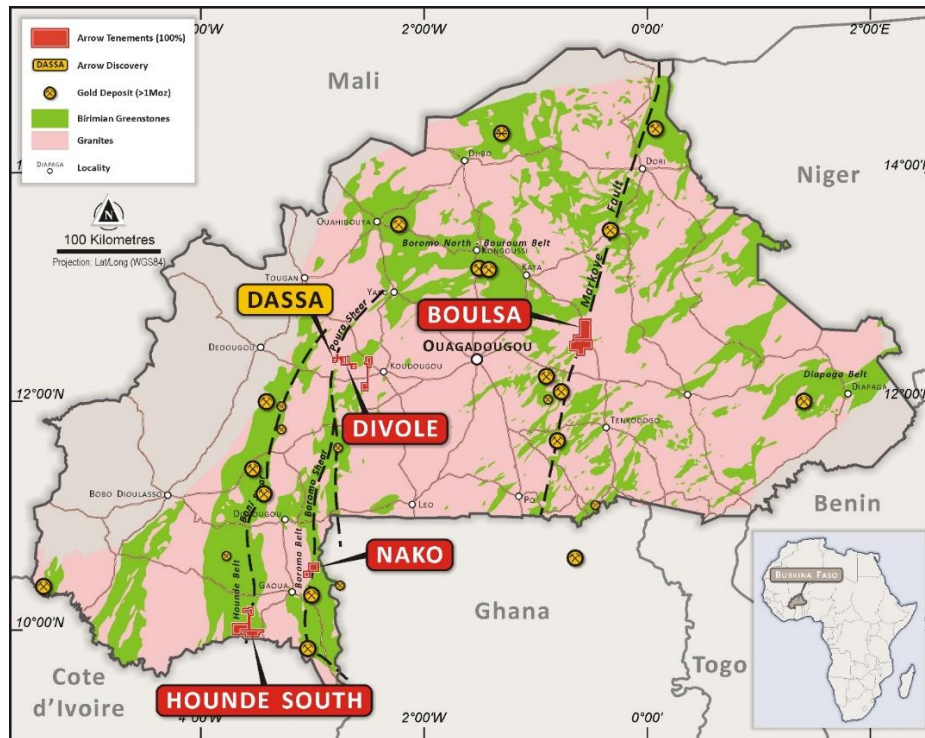 4°00'W
2°00'W
0°00'
2°00'E
Arrow Tenements (100%)
DASSA
Arrow Discovery
Gold Deposit (>1Moz)
Birimian Greenstones
Granites
DIAPAGA
Locality
N
100 Kilometres
Projection: Lat/Long (WGS84)
Mali
Niger
14°00'
DJIBO
DORI
OUAHIGOUYA
Boromo North - Bouroum Belt
KONGOUSSI
KAYA
Markoye Fault
TOUGAN
YAKO
DASSA
Poura Shear
BOULSA
DEDOUGOU
OUAGADOUGOU
KOUDOUGOU
Diapaga Belt
DIAPAGA
12°00'
12°00'
DIVOLE
TENKODOGO
BOBO DIOULASSO
Boromo Shear
LEO
PO
Benin
NAKO
Hounde Belt
Boromo Belt
GAOUA
BURKINA FASO
10°00'
Ghana
Togo
Cote
d'Ivoire
HOUNDE SOUTH
4°00'
2°00'W
0°00'